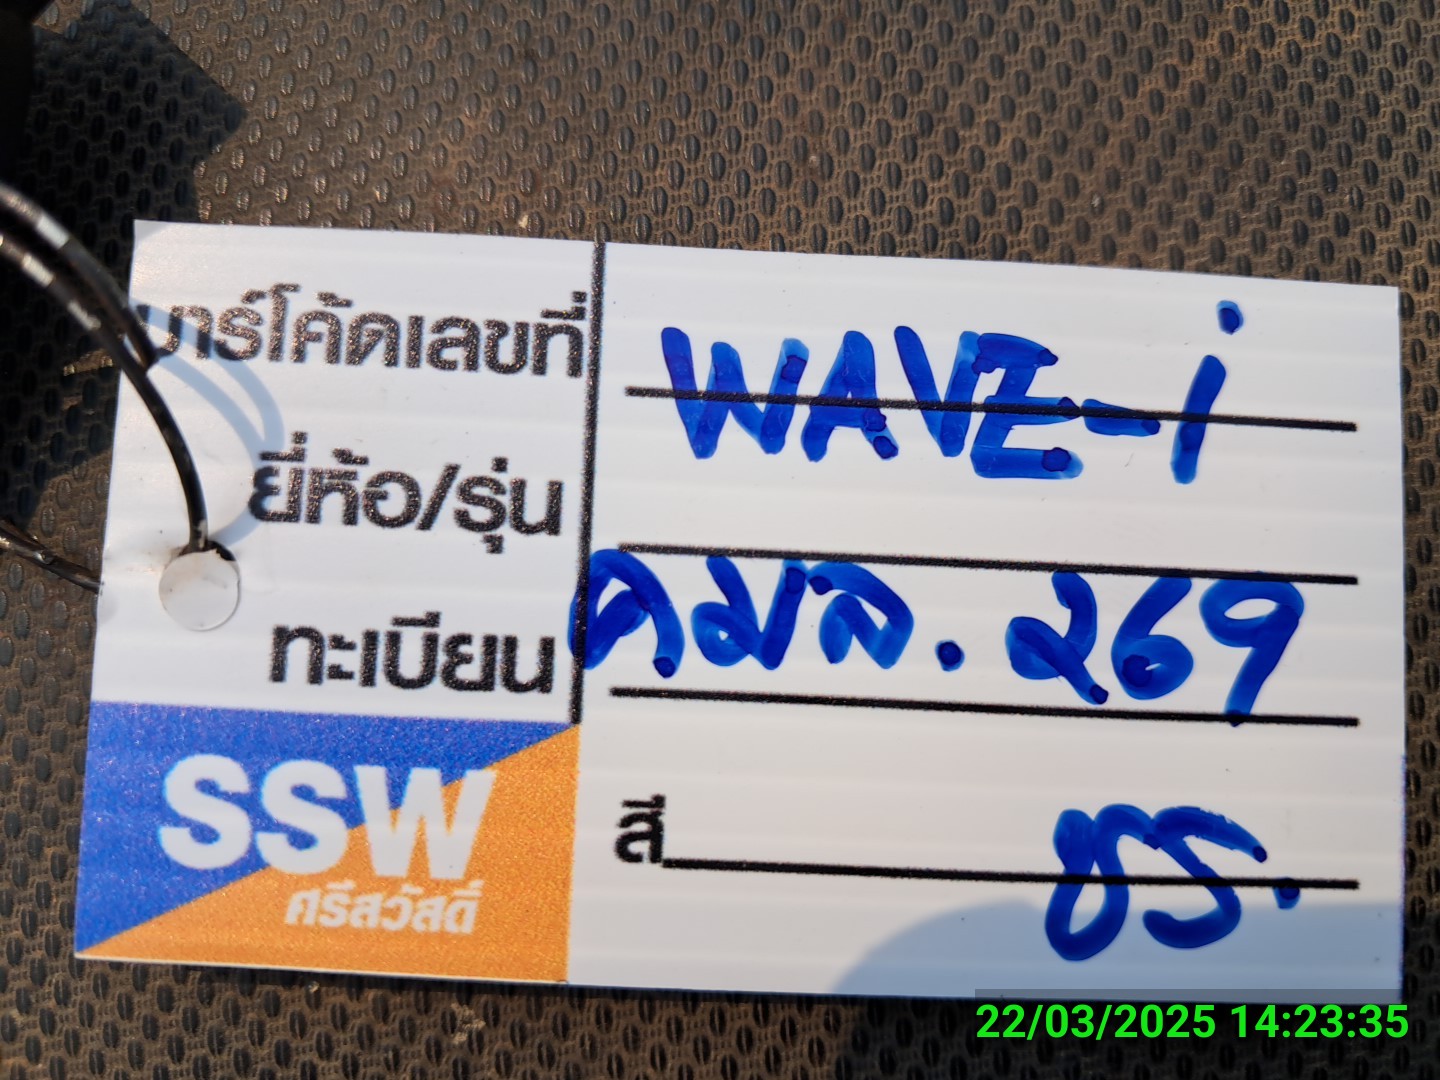 บาร์โค้ดเลขที่
WAVE-i
ยี่ห้อ/รุ่น
ทะเบียน
คมล. 269
SSW
ศรีสวัสดิ์
สี
ชร.
22/03/2025 14:23:35